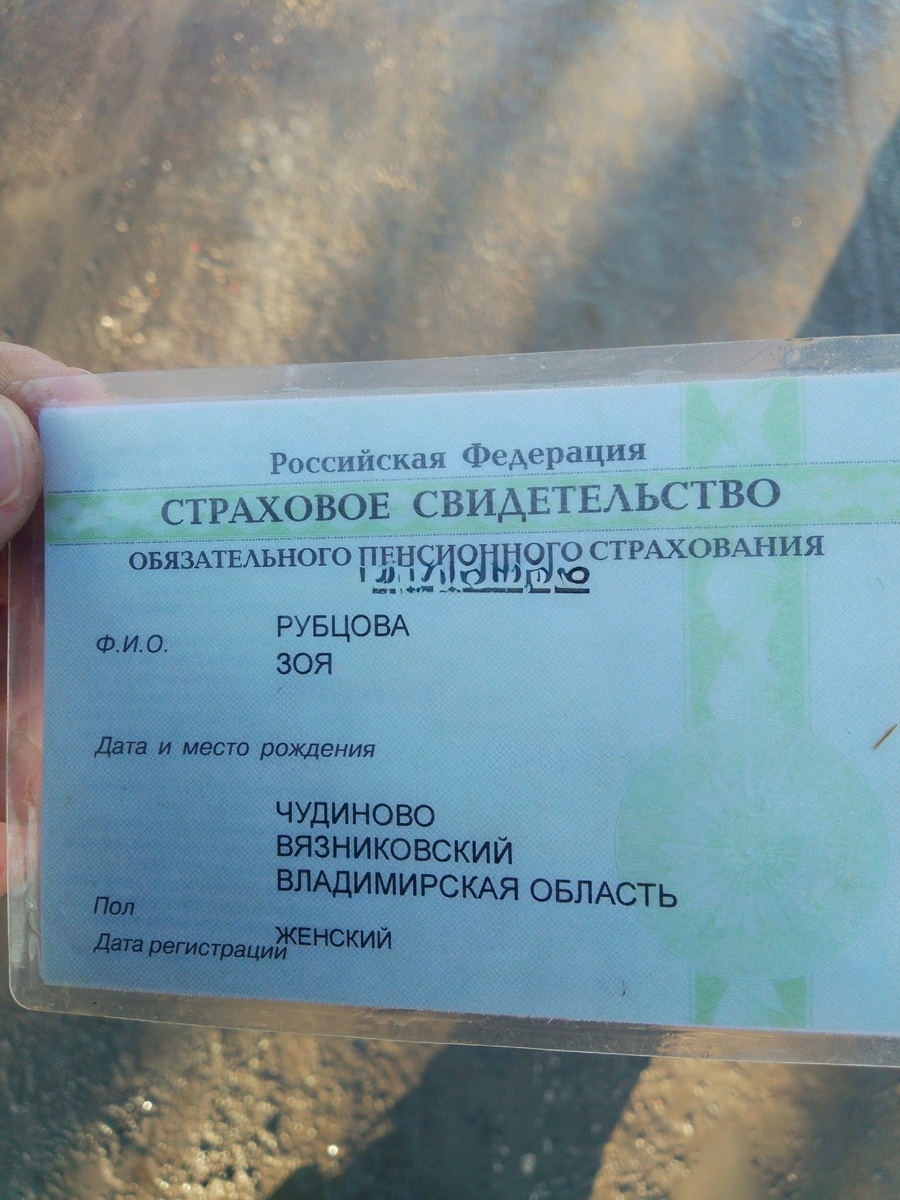 Российская Федерация
СТРАХОВОЕ СВИДЕТЕЛЬСТВО
ОБЯЗАТЕЛЬНОГО ПЕНСИОННОГО СТРАХОВАНИЯ
Ф.И.О.
РУБЦОВА
ЗОЯ
Дата и место рождения
ЧУДИНОВО
ВЯЗНИКОВСКИЙ
ВЛАДИМИРСКАЯ ОБЛАСТЬ
Пол
ЖЕНСКИЙ
Дата регистрации